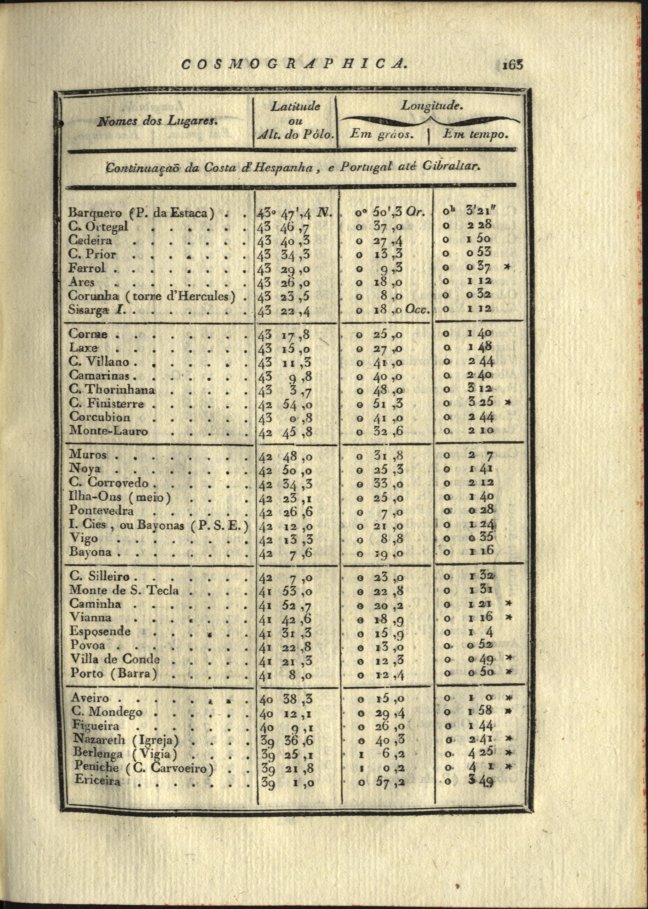 COSMOGRAPHICA. 163
Nomes dos Lugares. Latitude ou Alt. do Pólo. Longitude. Em gráos. Em tempo.
Continuaçaõ da Costa d'Hespanha, e Portugal até Gibraltar.
Barquero (P. da Estaca) . . 43° 47',4 N. 0° 50',3 Or. 0h 3'21"
C. Ortegal . . . . . . 43 46,7 0 37,0 0 2 28
Cedeira . . . . . . 43 40,3 0 27,4 0 1 50
C. Prior . . . . . . 43 34,3 0 13,3 0 0 53
Ferrol . . . . . . . 43 29,0 0 9,3 0 0 37 *
Ares . . . . . . . 43 26,0 0 18,0 0 1 12
Corunha (torre d'Hercules) . 43 23,5 0 8,0 0 0 32
Sisarga I. . . . . . . 43 22,4 0 18,0 Occ. 0 1 12
Corme . . . . . . . 43 17,8 0 25,0 0 1 40
Laxe . . . . . . . 43 15,0 0 27,0 0 1 48
C. Villano . . . . . . 43 11,3 0 41,0 0 2 44
Camarinas . . . . . . 43 9,8 0 40,0 0 2 40
C. Thorinhana . . . . . 43 3,7 0 48,0 0 3 12
C. Finisterre . . . . . 42 54,0 0 51,3 0 3 25 *
Corcubion . . . . . . 43 0,8 0 41,0 0 2 44
Monte-Lauro . . . . . 42 45,8 0 32,6 0 2 10
Muros . . . . . . . 42 48,0 0 31,8 0 2 7
Noya . . . . . . . 42 50,0 0 25,3 0 1 41
C. Corrovedo . . . . . 42 34,3 0 33,0 0 2 12
Ilha-Ons (meio) . . . 42 23,1 0 25,0 0 1 40
Pontevedra . . . . . 42 26,6 0 7,0 0 0 28
I. Cies, ou Bayonas (P. S. E.) 42 12,0 0 21,0 0 1 24
Vigo . . . . . . . 42 13,3 0 8,8 0 0 35
Bayona . . . . . . . 42 7,6 0 19,0 0 1 16
C. Silleiro . . . . . . 42 7,0 0 23,0 0 1 32
Monte de S. Tecla . . . . 41 53,0 0 22,8 0 1 31
Caminha . . . . . . 41 52,7 0 20,2 0 1 21 *
Vianna . . . . . . 41 42,6 0 18,9 0 1 16 *
Esposende . . . . . 41 31,3 0 15,9 0 1 4
Povoa . . . . . . . 41 22,8 0 13,0 0 0 52
Villa de Conde . . . . 41 21,3 0 12,3 0 0 49 *
Porto (Barra) . . . . . 41 8,0 0 12,4 0 0 50 *
Aveiro . . . . . . . 40 38,3 0 15,0 0 1 0 *
C. Mondego . . . . . 40 12,1 0 29,4 0 1 58 *
Figueira . . . . . . 40 9,1 0 26,0 0 1 44
Nazareth (Igreja) . . . . 39 36,6 0 40,3 0 2 41 *
Berlenga (Vigia) . . . . 39 25,1 1 6,2 0 4 25 *
Peniche (C. Carvoeiro) . . 39 21,8 1 0,2 0 4 1 *
Ericeira . . . . . . 39 1,0 0 57,2 0 3 49